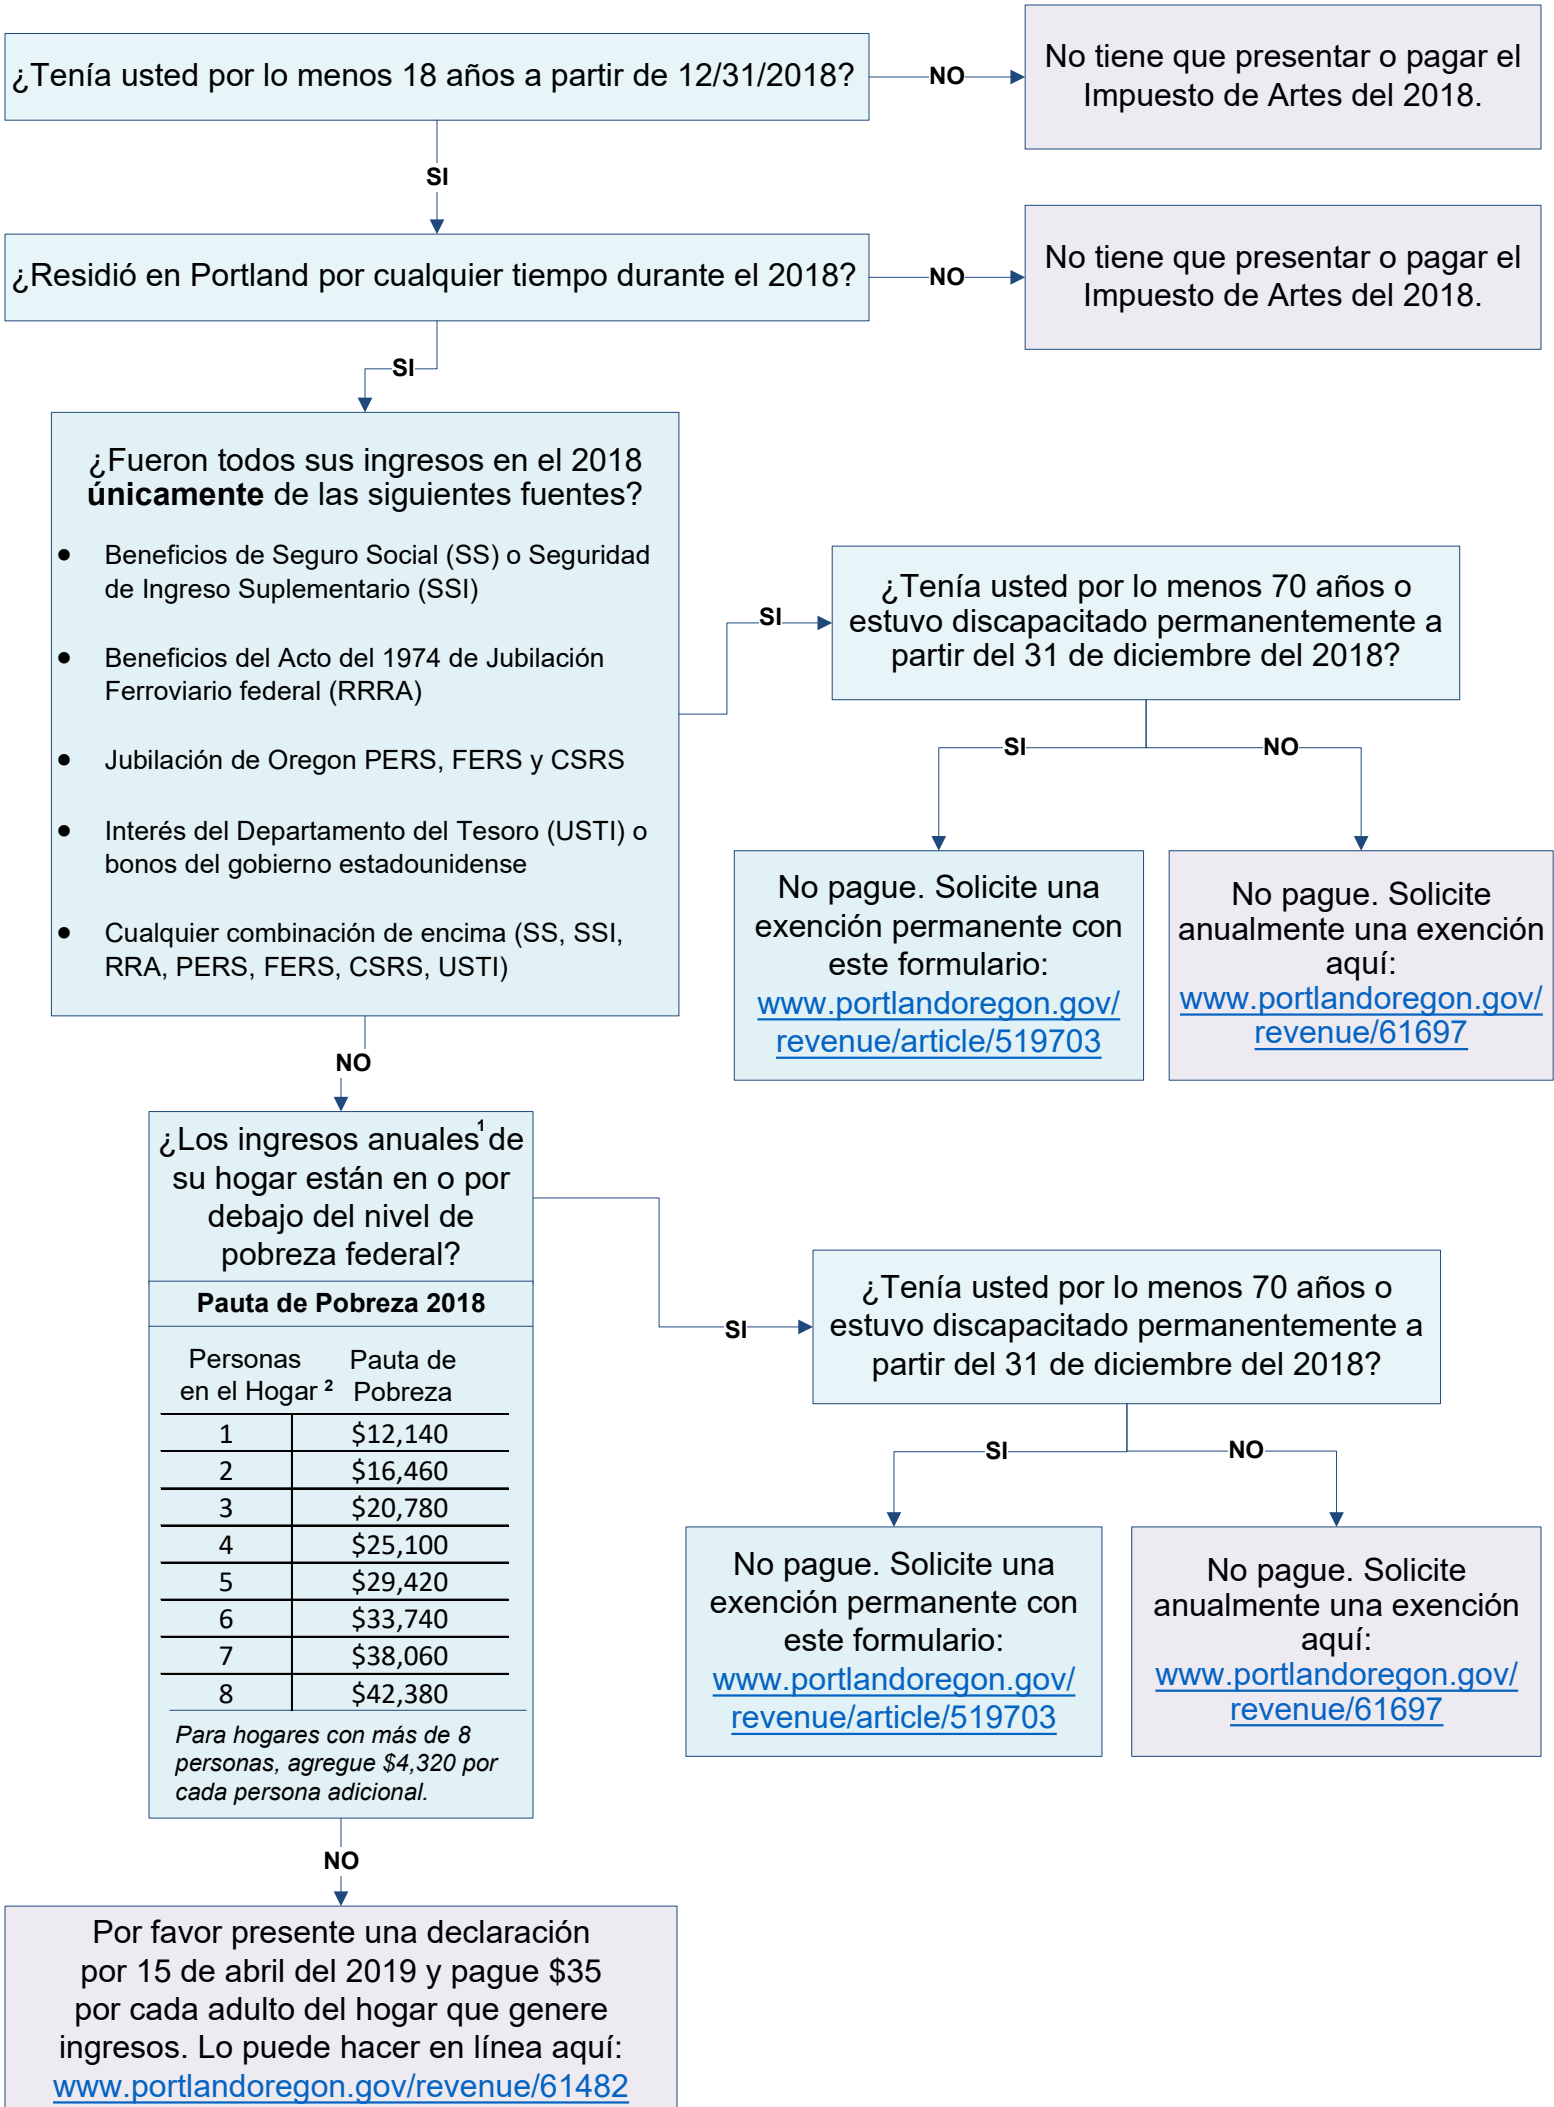 ¿Tenía usted por lo menos 18 años a partir de 12/31/2018?
NO
No tiene que presentar o pagar el
Impuesto de Artes del 2018.
SI
¿Residió en Portland por cualquier tiempo durante el 2018?
NO
No tiene que presentar o pagar el
Impuesto de Artes del 2018.
SI
¿Fueron todos sus ingresos en el 2018
únicamente de las siguientes fuentes?
• Beneficios de Seguro Social (SS) o Seguridad
de Ingreso Suplementario (SSI)
• Beneficios del Acto del 1974 de Jubilación
Ferroviario federal (RRRA)
• Jubilación de Oregon PERS, FERS y CSRS
• Interés del Departamento del Tesoro (USTI) o
bonos del gobierno estadounidense
• Cualquier combinación de encima (SS, SSI,
RRA, PERS, FERS, CSRS, USTI)
SI
¿Tenía usted por lo menos 70 años o
estuvo discapacitado permanentemente a
partir del 31 de diciembre del 2018?
SI
NO
No pague. Solicite una
exención permanente con
este formulario:
www.portlandoregon.gov/
revenue/article/519703
No pague. Solicite
anualmente una exención
aquí:
www.portlandoregon.gov/
revenue/61697
NO
¿Los ingresos anuales¹ de
su hogar están en o por
debajo del nivel de
pobreza federal?
Pauta de Pobreza 2018
Personas Pauta de
en el Hogar ² Pobreza
1 $12,140
2 $16,460
3 $20,780
4 $25,100
5 $29,420
6 $33,740
7 $38,060
8 $42,380
Para hogares con más de 8
personas, agregue $4,320 por
cada persona adicional.
SI
¿Tenía usted por lo menos 70 años o
estuvo discapacitado permanentemente a
partir del 31 de diciembre del 2018?
SI
NO
No pague. Solicite una
exención permanente con
este formulario:
www.portlandoregon.gov/
revenue/article/519703
No pague. Solicite
anualmente una exención
aquí:
www.portlandoregon.gov/
revenue/61697
NO
Por favor presente una declaración
por 15 de abril del 2019 y pague $35
por cada adulto del hogar que genere
ingresos. Lo puede hacer en línea aquí:
www.portlandoregon.gov/revenue/61482